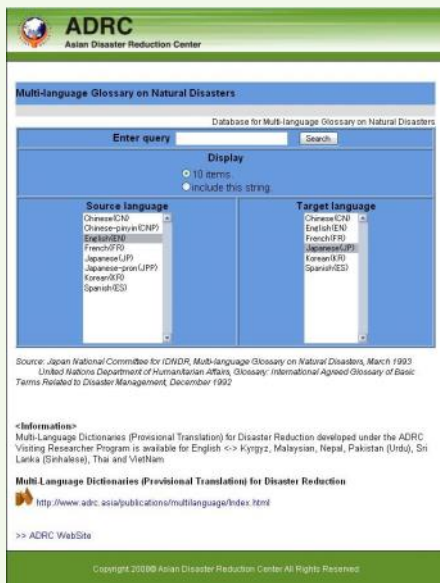 ADRC
Asian Disaster Reduction Center
Multi-language Glossary on Natural Disasters
Database for Multi-language Glossary on Natural Disasters
Enter query Search
Display
10 items.
include this string.
Source language
Chinese(CN)
Chinese-pinyin(CNP)
English(EN)
French(FR)
Japanese(JP)
Japanese-pron(JPP)
Korean(KR)
Spanish(ES)
Target language
Chinese(CN)
English(EN)
French(FR)
Japanese(JP)
Korean(KR)
Spanish(ES)
Source: Japan National Committee for IDNDR, Multi-language Glossary on Natural Disasters, March 1993
United Nations Department of Humanitarian Affairs, Glossary: International Agreed Glossary of Basic
Terms Related to Disaster Management, December 1992
<Information>
Multi-Language Dictionaries (Provisional Translation) for Disaster Reduction developed under the ADRC
Visiting Researcher Program is available for English <-> Kyrgyz, Malaysian, Nepal, Pakistan (Urdu), Sri
Lanka (Sinhalese), Thai and VietNam
Multi-Language Dictionaries (Provisional Translation) for Disaster Reduction
http://www.adrc.asia/publications/multilanguage/index.html
>> ADRC WebSite
Copyright 2008© Asian Disaster Reduction Center All Rights Reserved.